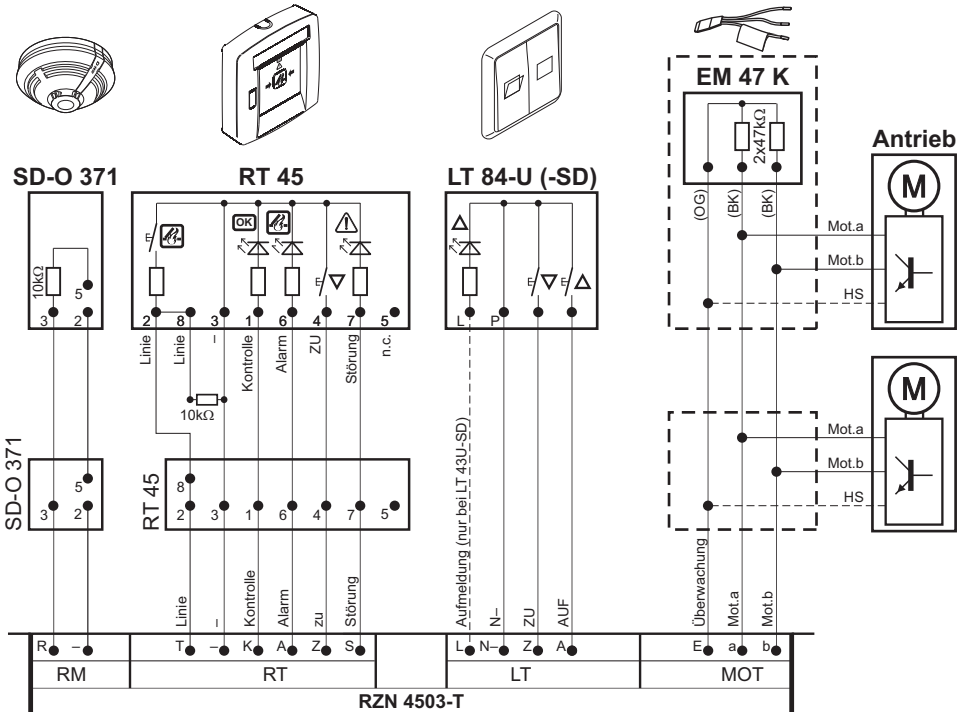 EM 47 K
2x47kΩ
(OG)
(BK)
(BK)
Antrieb
M
Mot.a
Mot.b
HS
SD-O 371
10kΩ
5
3 2
RT 45
OK
E
E
2 8 3 1 6 4 7 5
Linie
Linie
–
Kontrolle
Alarm
ZU
Störung
n.c.
10kΩ
LT 84-U (-SD)
E
E
L P
M
Mot.a
Mot.b
HS
SD-O 371
5
3 2
RT 45
8
2 3 1 6 4 7 5
Linie
–
Kontrolle
Alarm
zu
Störung
Aufmeldung (nur bei LT 43U-SD)
N–
ZU
AUF
Überwachung
Mot.a
Mot.b
R –
T – K A Z S
L N– Z A
E a b
RM
RT
LT
MOT
RZN 4503-T